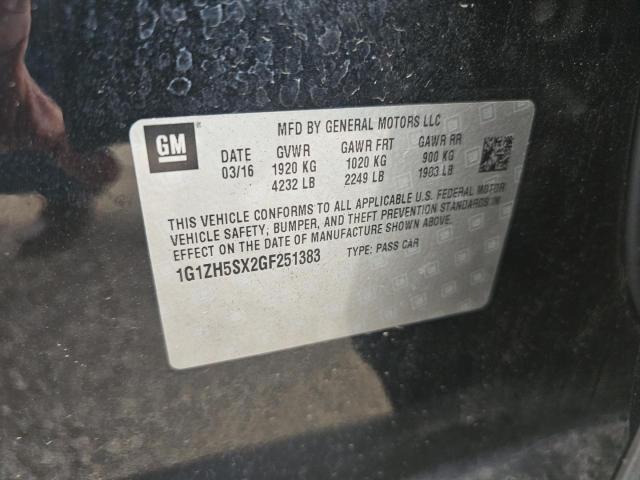 GM ®
MFD BY GENERAL MOTORS LLC
DATE GVWR GAWR FRT GAWR RR
03/16 1920 KG 1020 KG 900 KG
4232 LB 2249 LB 1983 LB
THIS VEHICLE CONFORMS TO ALL APPLICABLE U.S. FEDERAL MOTOR
VEHICLE SAFETY, BUMPER, AND THEFT PREVENTION STANDARDS IN
EFFECT ON THE DATE OF MANUFACTURE SHOWN ABOVE.
1G1ZH5SX2GF251383 TYPE: PASS CAR